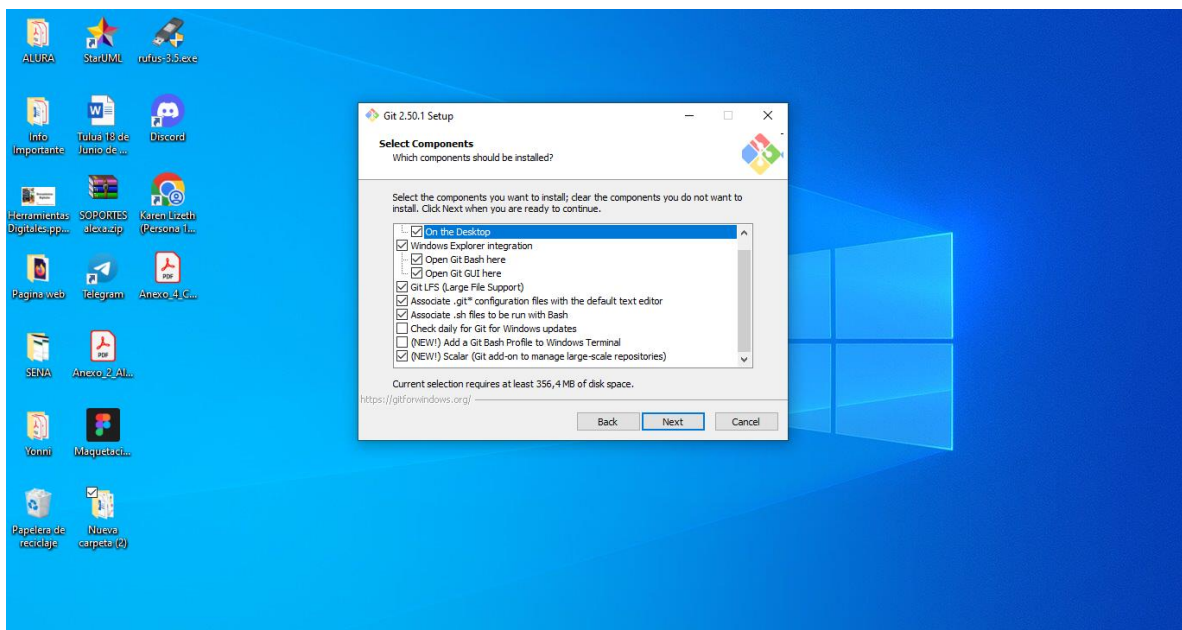 ALURA
StarUML
rufus-3.5.exe
Info
Importante
Tuluá 18 de
Junio de ...
Discord
Herramientas
Digitales.pp...
SOPORTES
alexa.zip
Karen Lizeth
(Persona 1...
Pagina web
Telegram
Anexo_4_C...
SENA
Anexo_2_Al...
Yonni
Maquetaci...
Papelera de
reciclaje
Nueva
carpeta (2)
Git 2.50.1 Setup
Select Components
Which components should be installed?
Select the components you want to install; clear the components you do not want to
install. Click Next when you are ready to continue.
On the Desktop
Windows Explorer integration
Open Git Bash here
Open Git GUI here
Git LFS (Large File Support)
Associate .git* configuration files with the default text editor
Associate .sh files to be run with Bash
Check daily for Git for Windows updates
(NEW!) Add a Git Bash Profile to Windows Terminal
(NEW!) Scalar (Git add-on to manage large-scale repositories)
Current selection requires at least 356,4 MB of disk space.
https://gitforwindows.org/
Back
Next
Cancel